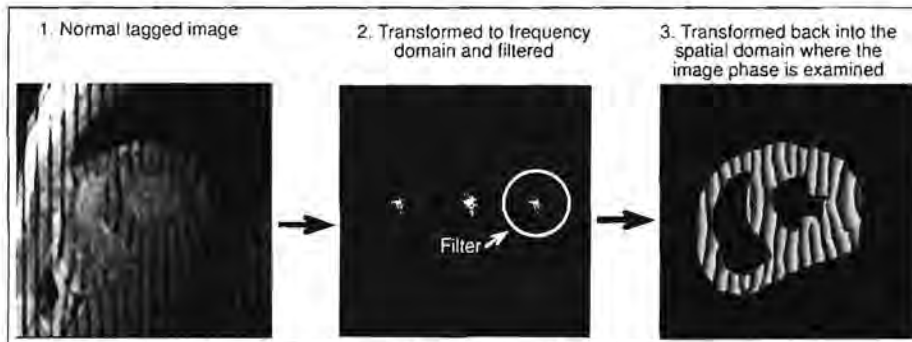 1. Normal tagged image
2. Transformed to frequency
domain and filtered
3. Transformed back into the
spatial domain where the
image phase is examined
Filter